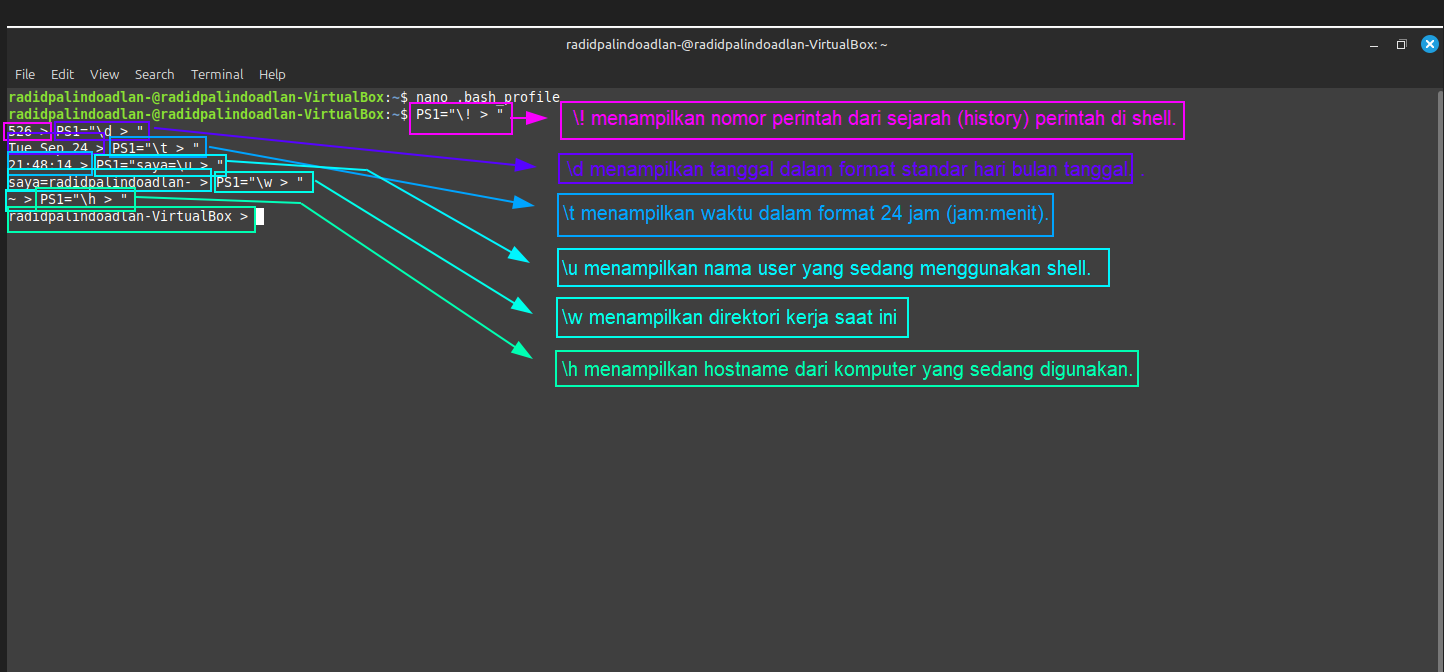 radidpalindoadlan-@radidpalindoadlan-VirtualBox: ~
File Edit View Search Terminal Help
radidpalindoadlan-@radidpalindoadlan-VirtualBox:~$ nano .bash_profile
radidpalindoadlan-@radidpalindoadlan-VirtualBox:~$ PS1="\! > "
526 > PS1="\d > "
Tue Sep 24 > PS1="\t > "
21:48:14 > PS1="saya=\u > "
saya=radidpalindoadlan- > PS1="\w > "
~ > PS1="\h > "
radidpalindoadlan-VirtualBox >
\! menampilkan nomor perintah dari sejarah (history) perintah di shell.
\d menampilkan tanggal dalam format standar hari bulan tanggal. .
\t menampilkan waktu dalam format 24 jam (jam:menit).
\u menampilkan nama user yang sedang menggunakan shell.
\w menampilkan direktori kerja saat ini
\h menampilkan hostname dari komputer yang sedang digunakan.